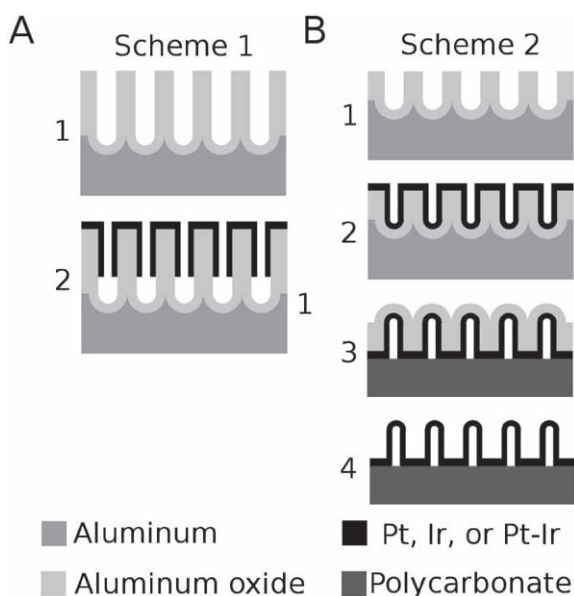 A
Scheme 1
1
2
B
Scheme 2
1
2
1
3
4
Aluminum
Pt, Ir, or Pt-Ir
Aluminum oxide
Polycarbonate